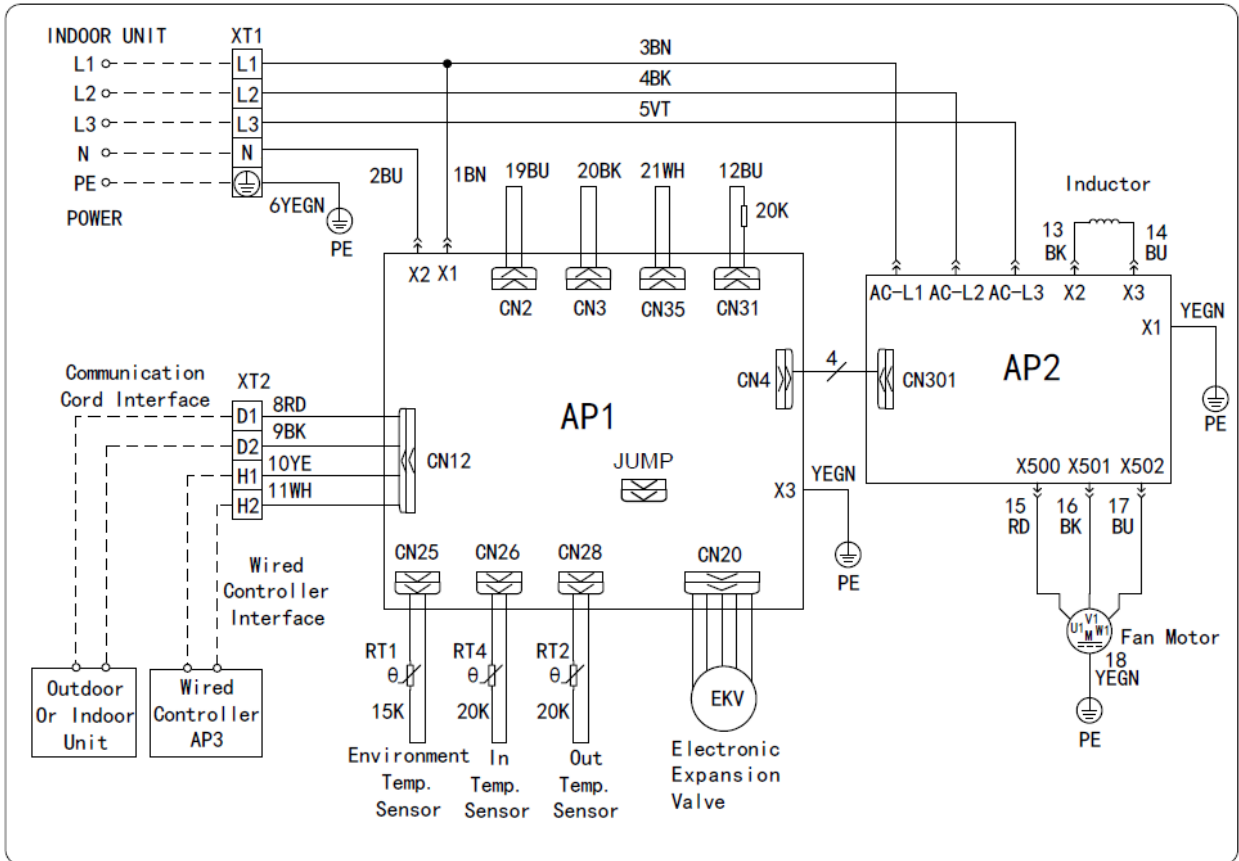 INDOOR UNIT XT1
L1 L1 3BN
L2 L2 4BK
L3 L3 5VT
N N
PE
POWER
6YEGN
PE
2BU 1BN 19BU 20BK 21WH 12BU
20K
Inductor
13 BK
14 BU
X2 X1 CN2 CN3 CN35 CN31
AC-L1 AC-L2 AC-L3 X2 X3
X1
YEGN
PE
AP2
CN4 4 CN301
Communication
Cord Interface
XT2
D1 8RD
D2 9BK
H1 10YE
H2 11WH
CN12
AP1
JUMP
X3
YEGN
PE
X500 X501 X502
15 RD
16 BK
17 BU
U1 V1 W1
M
Fan Motor
18
YEGN
PE
CN25 CN26 CN28 CN20
Wired
Controller
Interface
Outdoor
Or Indoor
Unit
Wired
Controller
AP3
RT1 RT4 RT2
θ θ θ
15K 20K 20K
EKV
Environment
Temp.
Sensor
In
Temp.
Sensor
Out
Temp.
Sensor
Electronic
Expansion
Valve